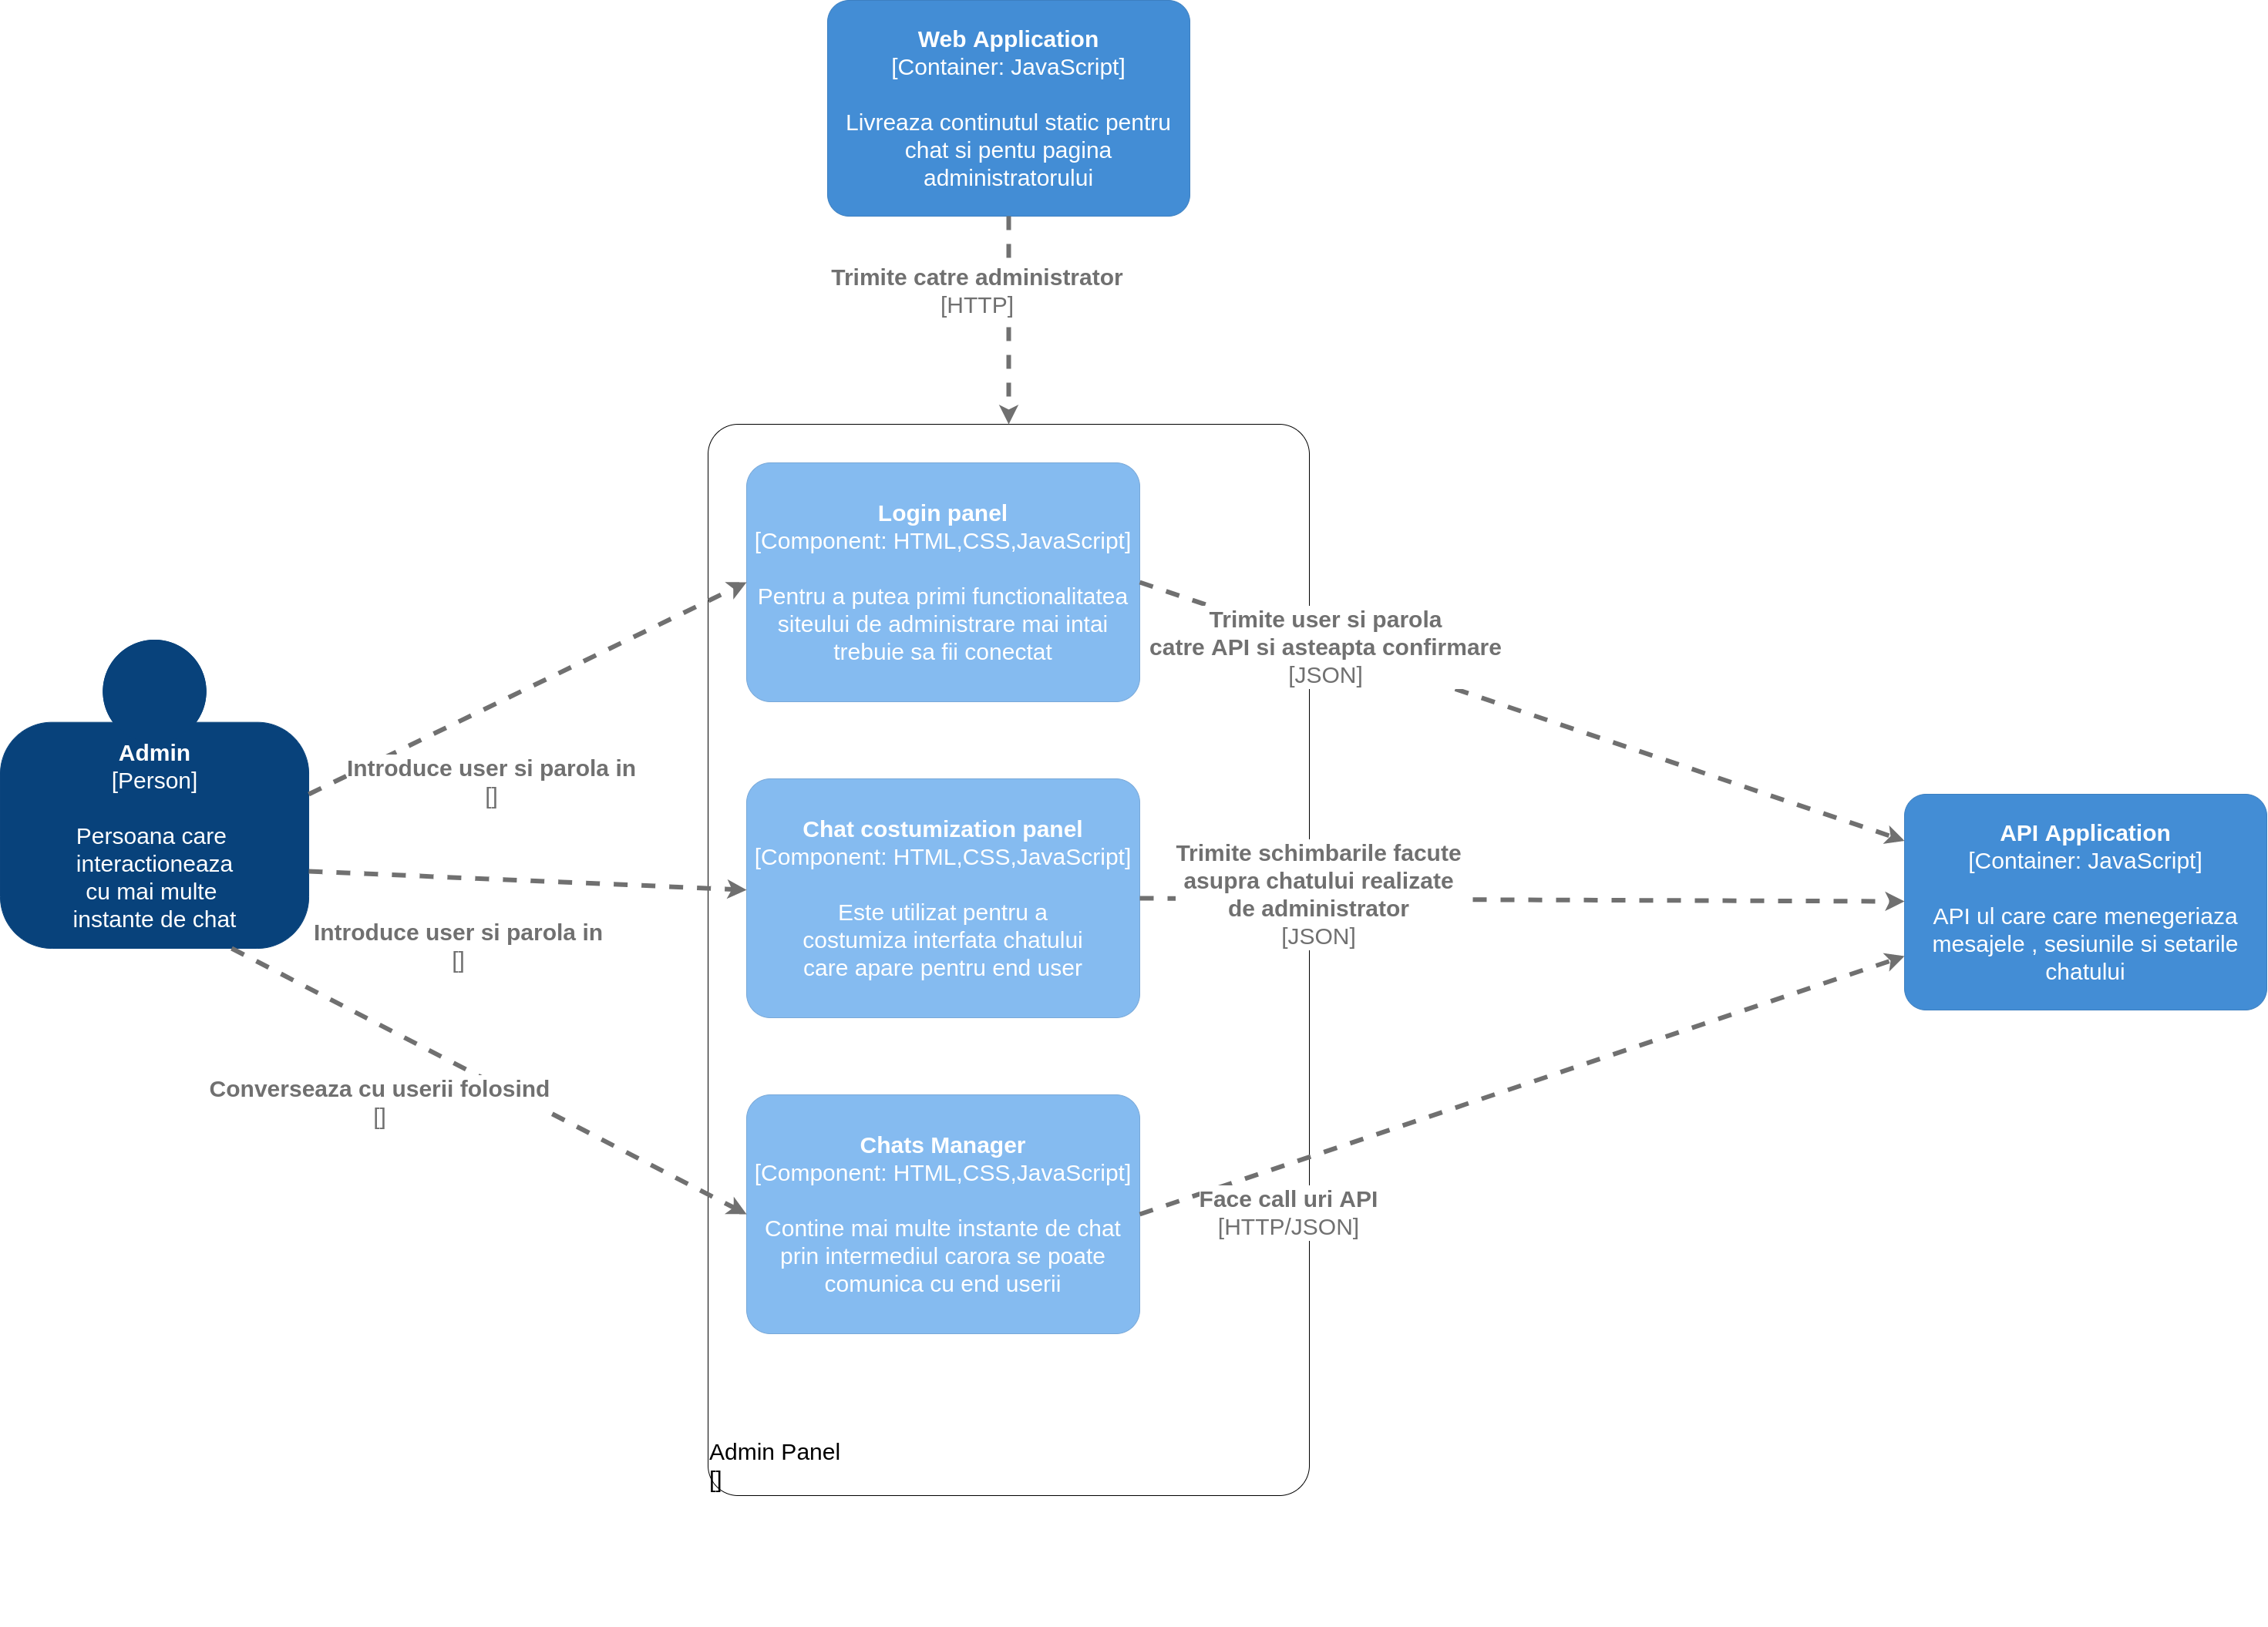 Web Application
[Container: JavaScript]
Livreaza continutul static pentru
chat si pentu pagina
administratorului
Trimite catre administrator
[HTTP]
Login panel
[Component: HTML,CSS,JavaScript]
Pentru a putea primi functionalitatea
siteului de administrare mai intai
trebuie sa fii conectat
Trimite user si parola
catre API si asteapta confirmare
[JSON]
Admin
[Person]
Persoana care
interactioneaza
cu mai multe
instante de chat
Introduce user si parola in
[]
Introduce user si parola in
[]
Converseaza cu userii folosind
[]
Chat costumization panel
[Component: HTML,CSS,JavaScript]
Este utilizat pentru a
costumiza interfata chatului
care apare pentru end user
Trimite schimbarile facute
asupra chatului realizate
de administrator
[JSON]
API Application
[Container: JavaScript]
API ul care care menegeriaza
mesajele , sesiunile si setarile
chatului
Chats Manager
[Component: HTML,CSS,JavaScript]
Contine mai multe instante de chat
prin intermediul carora se poate
comunica cu end userii
Face call uri API
[HTTP/JSON]
Admin Panel
[]